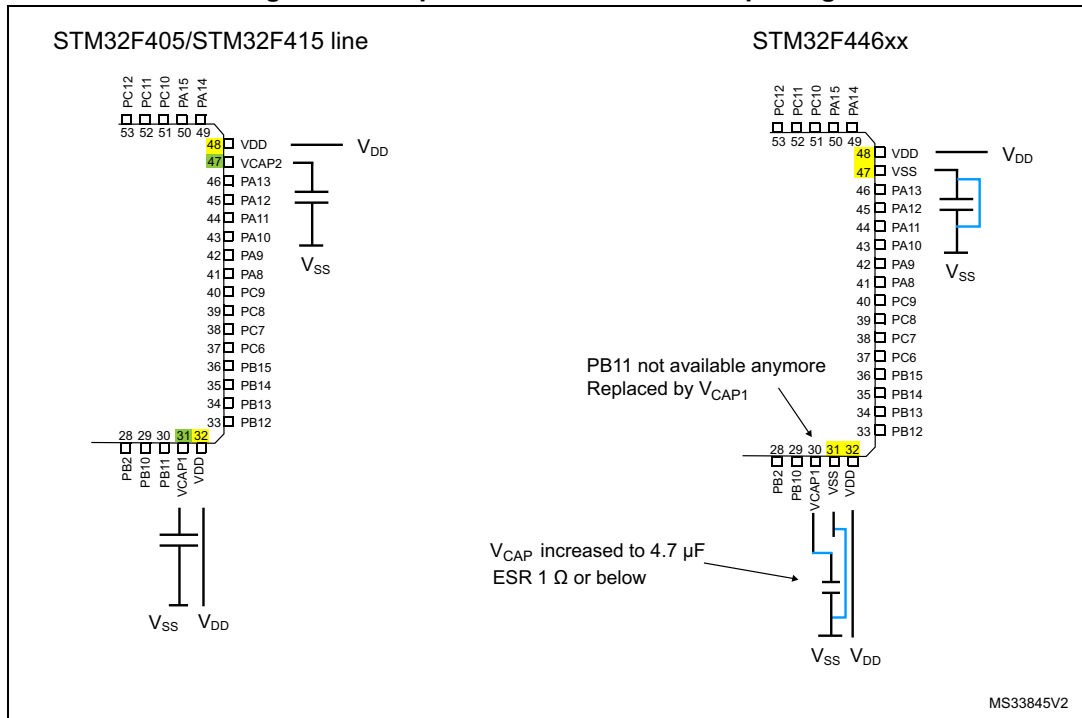 STM32F405/STM32F415 line
PC12
PC11
PC10
PA15
PA14
53 52 51 50 49
48 VDD
47 VCAP2
46 PA13
45 PA12
44 PA11
43 PA10
42 PA9
41 PA8
40 PC9
39 PC8
38 PC7
37 PC6
36 PB15
35 PB14
34 PB13
33 PB12
VDD
VSS
28 29 30 31 32
PB2
PB10
PB11
VCAP1
VDD
VSS VDD
STM32F446xx
PC12
PC11
PC10
PA15
PA14
53 52 51 50 49
48 VDD
47 VSS
46 PA13
45 PA12
44 PA11
43 PA10
42 PA9
41 PA8
40 PC9
39 PC8
38 PC7
37 PC6
36 PB15
35 PB14
34 PB13
33 PB12
VDD
VSS
PB11 not available anymore
Replaced by VCAP1
28 29 30 31 32
PB2
PB10
VCAP1
VSS
VDD
VCAP increased to 4.7 µF
ESR 1 Ω or below
VSS VDD
MS33845V2